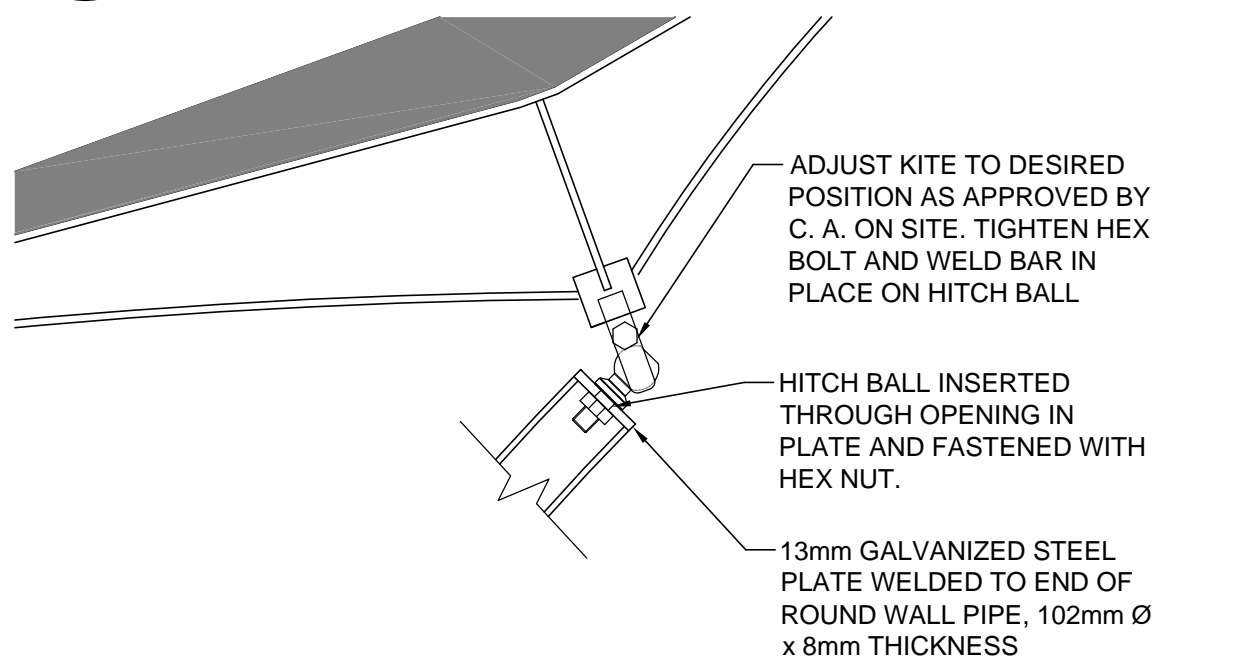 ADJUST KITE TO DESIRED
POSITION AS APPROVED BY
C. A. ON SITE. TIGHTEN HEX
BOLT AND WELD BAR IN
PLACE ON HITCH BALL
HITCH BALL INSERTED
THROUGH OPENING IN
PLATE AND FASTENED WITH
HEX NUT.
13mm GALVANIZED STEEL
PLATE WELDED TO END OF
ROUND WALL PIPE, 102mm Ø
x 8mm THICKNESS